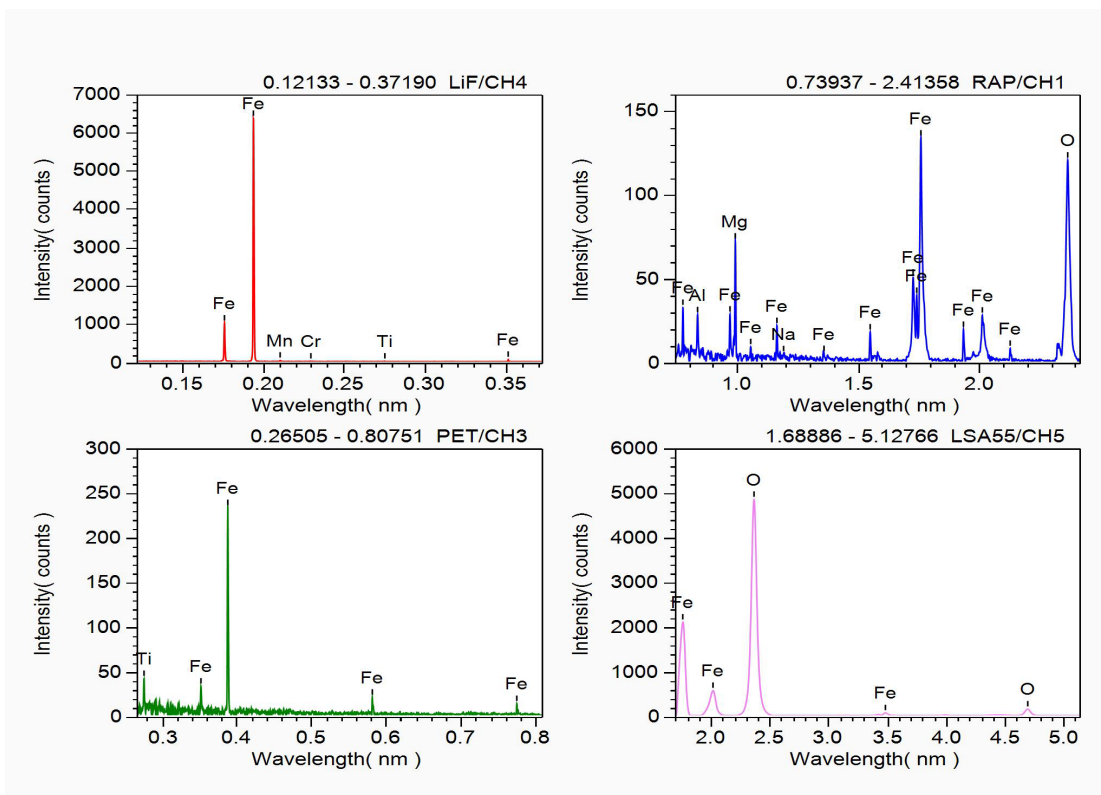 0.12133 - 0.37190 LiF/CH4
Intensity( counts )
7000
6000
5000
4000
3000
2000
1000
0
Fe
Fe
Mn
Cr
Ti
Fe
0.15
0.20
0.25
0.30
0.35
Wavelength( nm )
0.73937 - 2.41358 RAP/CH1
Intensity( counts )
150
100
50
0
Fe
Al
Fe
Mg
Fe
Fe
Na
Fe
Fe
Fe
Fe
Fe
Fe
Fe
Fe
O
1.0
1.5
2.0
Wavelength( nm )
0.26505 - 0.80751 PET/CH3
Intensity( counts )
300
250
200
150
100
50
0
Ti
Fe
Fe
Fe
Fe
0.3
0.4
0.5
0.6
0.7
0.8
Wavelength( nm )
1.68886 - 5.12766 LSA55/CH5
Intensity( counts )
6000
5000
4000
3000
2000
1000
0
Fe
Fe
O
Fe
O
2.0
2.5
3.0
3.5
4.0
4.5
5.0
Wavelength( nm )